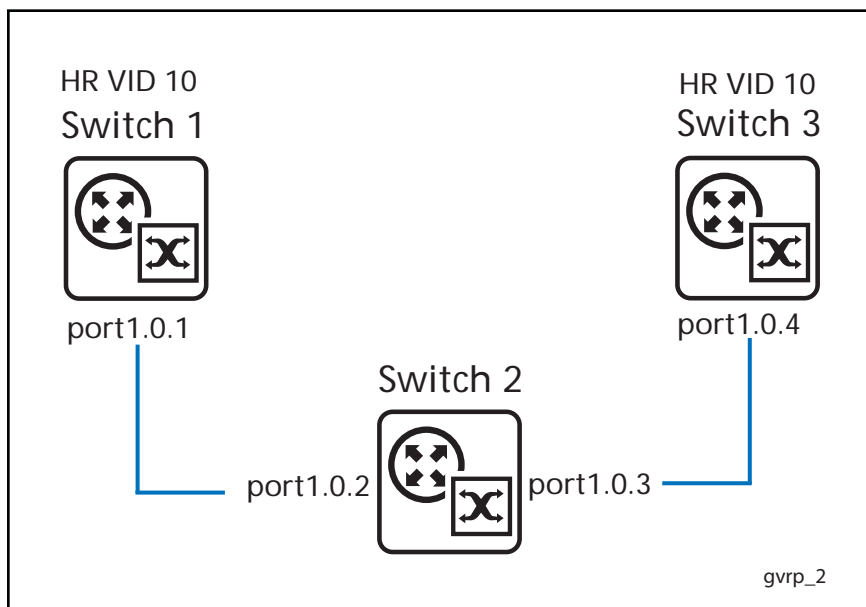 HR VID 10
Switch 1
port1.0.1
HR VID 10
Switch 3
port1.0.4
Switch 2
port1.0.2
port1.0.3
gvrp_2